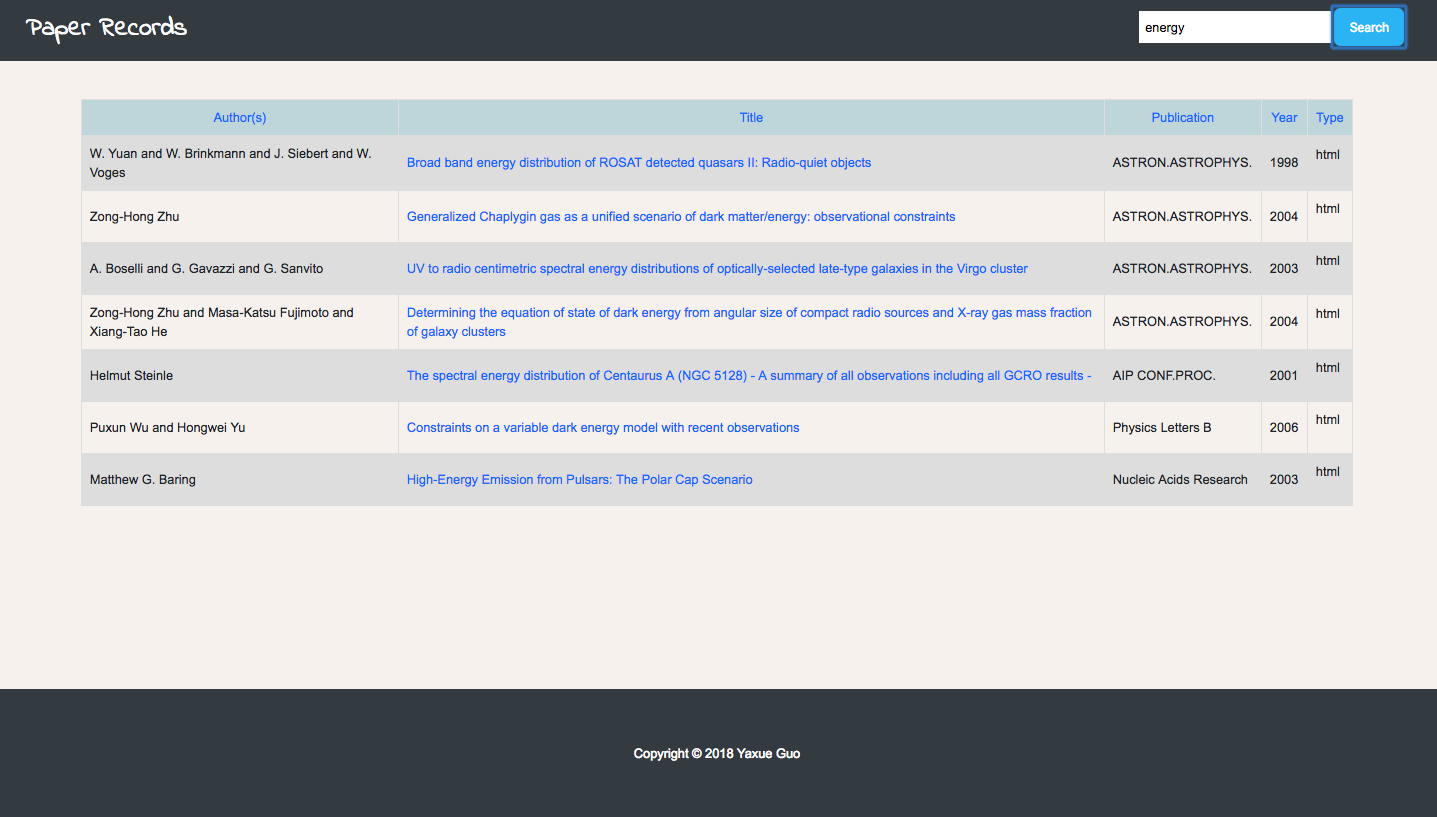 Paper Records
energy
Search
Author(s) Title Publication Year Type
W. Yuan and W. Brinkmann and J. Siebert and W.
Voges
Broad band energy distribution of ROSAT detected quasars II: Radio-quiet objects
ASTRON.ASTROPHYS.
1998
html
Zong-Hong Zhu
Generalized Chaplygin gas as a unified scenario of dark matter/energy: observational constraints
ASTRON.ASTROPHYS.
2004
html
A. Boselli and G. Gavazzi and G. Sanvito
UV to radio centimetric spectral energy distributions of optically-selected late-type galaxies in the Virgo cluster
ASTRON.ASTROPHYS.
2003
html
Zong-Hong Zhu and Masa-Katsu Fujimoto and
Xiang-Tao He
Determining the equation of state of dark energy from angular size of compact radio sources and X-ray gas mass fraction
of galaxy clusters
ASTRON.ASTROPHYS.
2004
html
Helmut Steinle
The spectral energy distribution of Centaurus A (NGC 5128) - A summary of all observations including all GCRO results -
AIP CONF.PROC.
2001
html
Puxun Wu and Hongwei Yu
Constraints on a variable dark energy model with recent observations
Physics Letters B
2006
html
Matthew G. Baring
High-Energy Emission from Pulsars: The Polar Cap Scenario
Nucleic Acids Research
2003
html
Copyright © 2018 Yaxue Guo